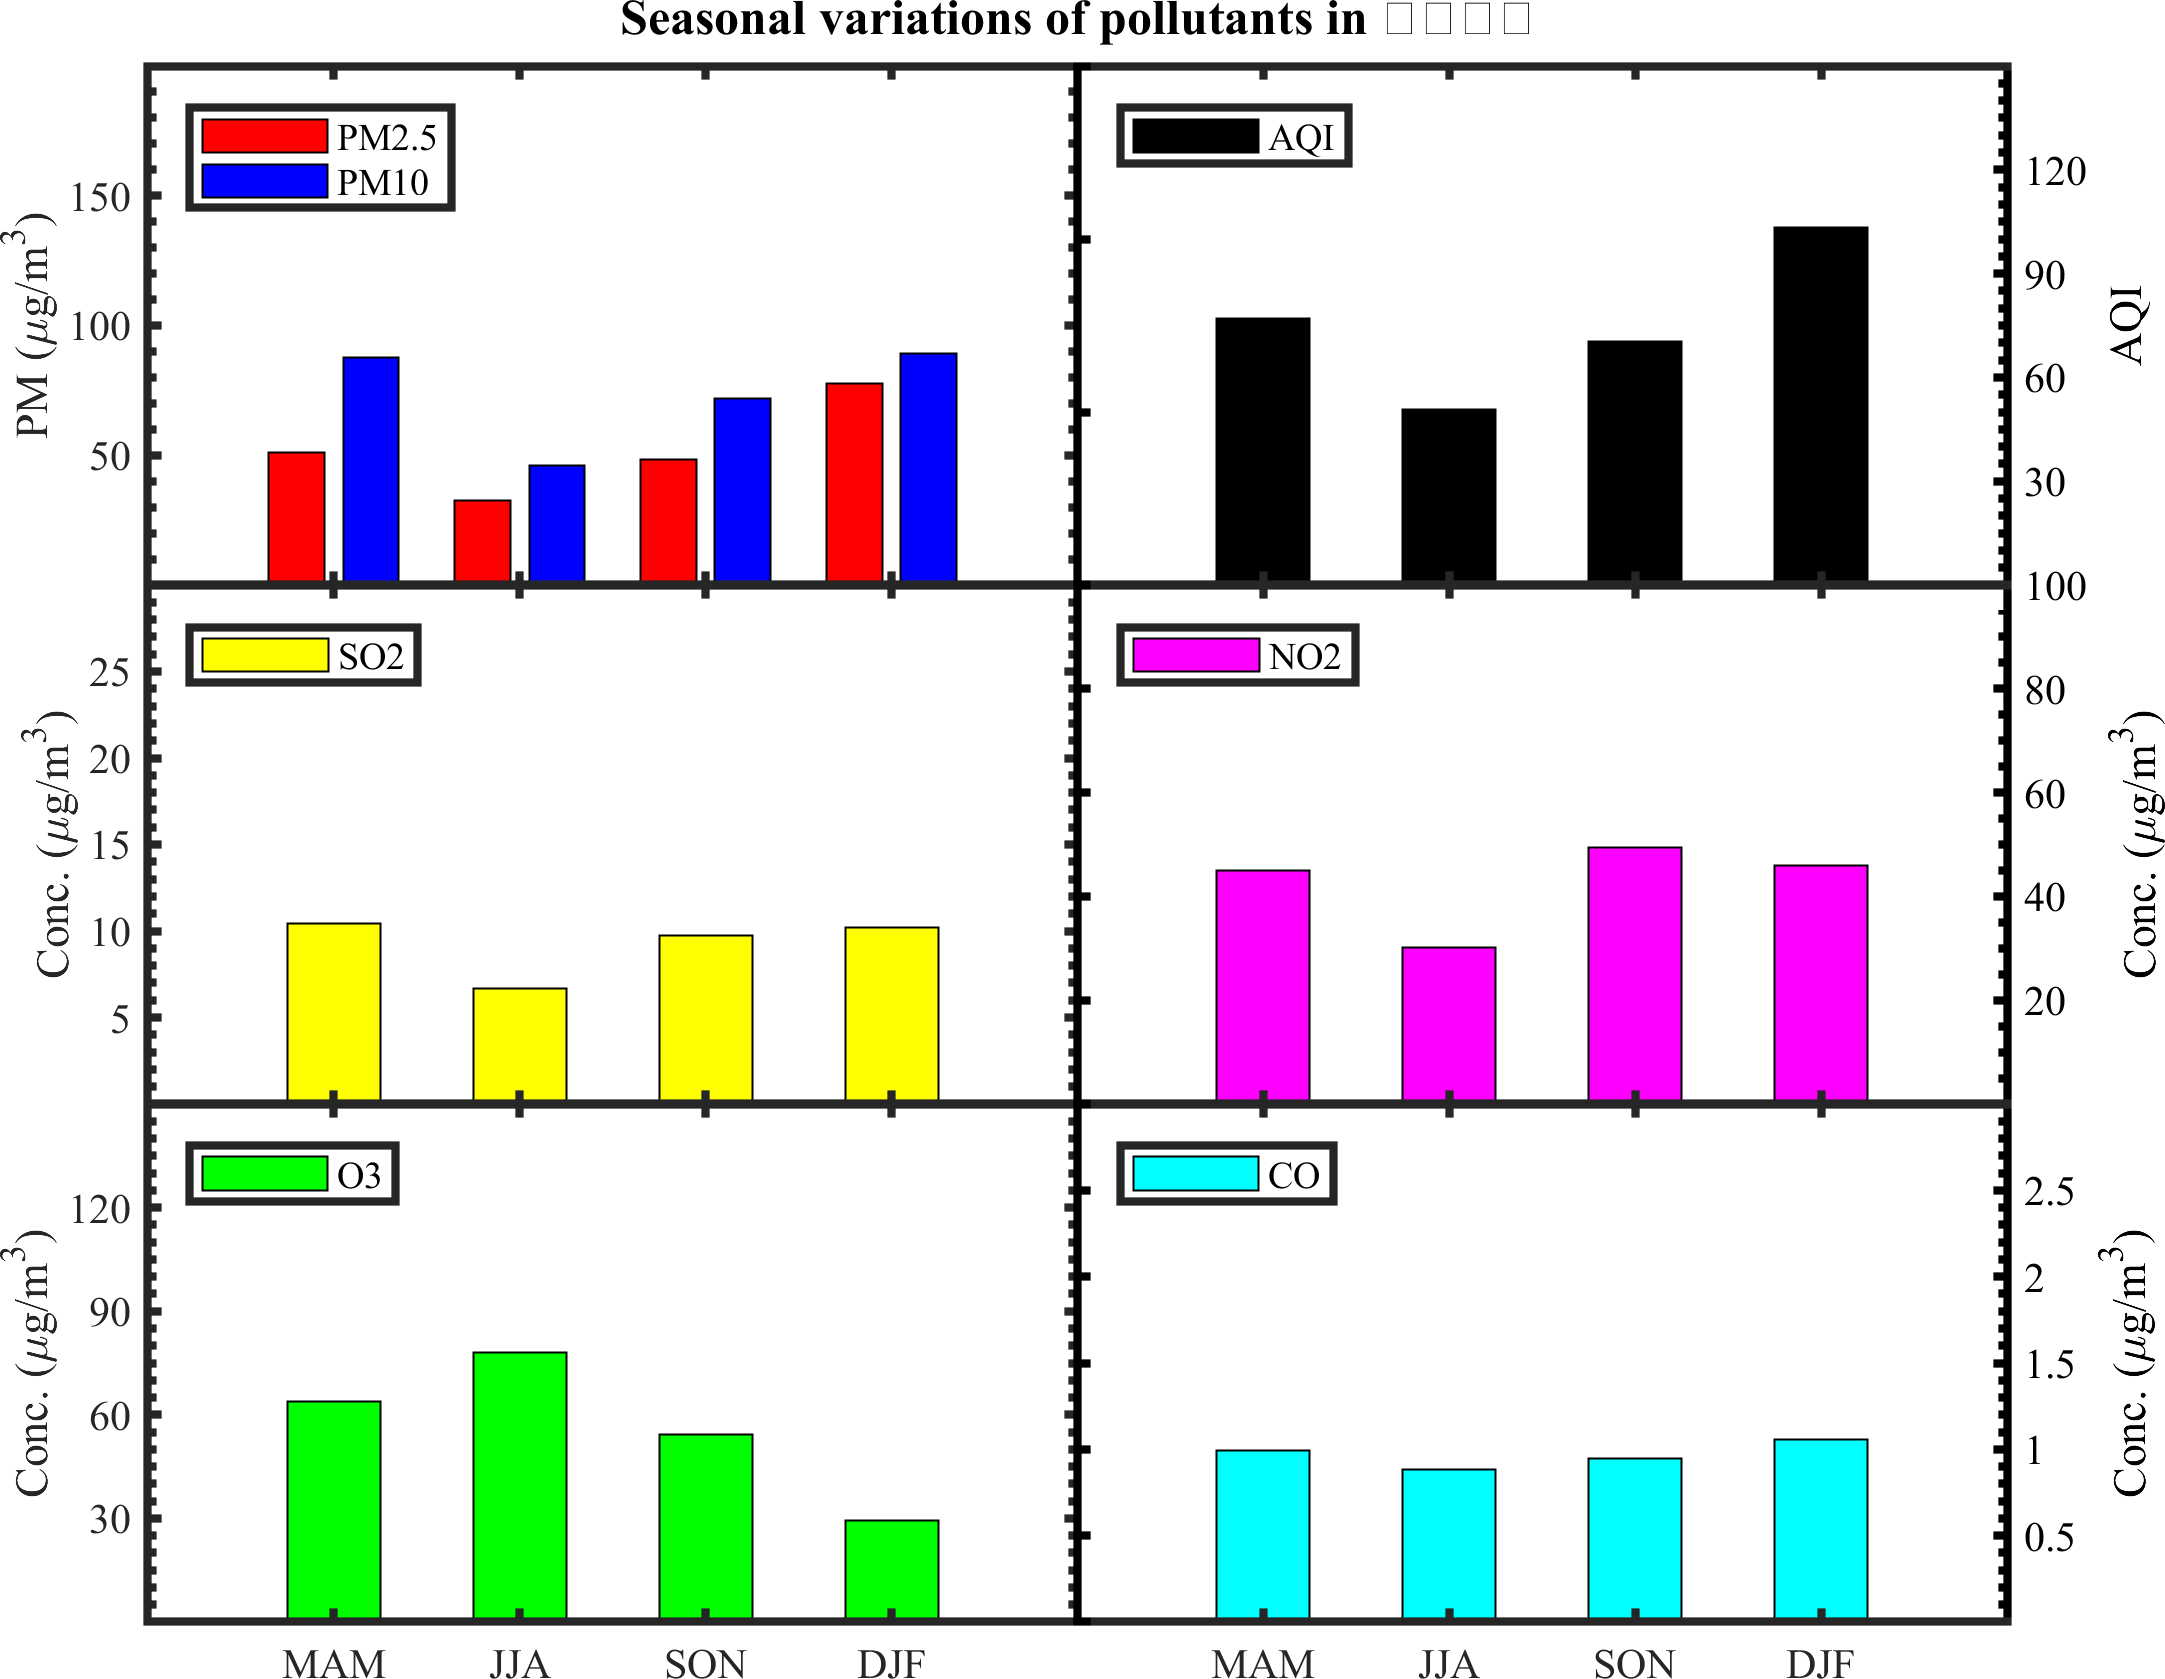 Seasonal variations of pollutants in □□□□
PM2.5
PM10
150
100
50
PM (μg/m³)
AQI
120
90
60
30
AQI
SO2
25
20
15
10
5
Conc. (μg/m³)
NO2
100
80
60
40
20
Conc. (μg/m³)
O3
120
90
60
30
Conc. (μg/m³)
CO
2.5
2
1.5
1
0.5
Conc. (μg/m³)
MAM JJA SON DJF
MAM JJA SON DJF